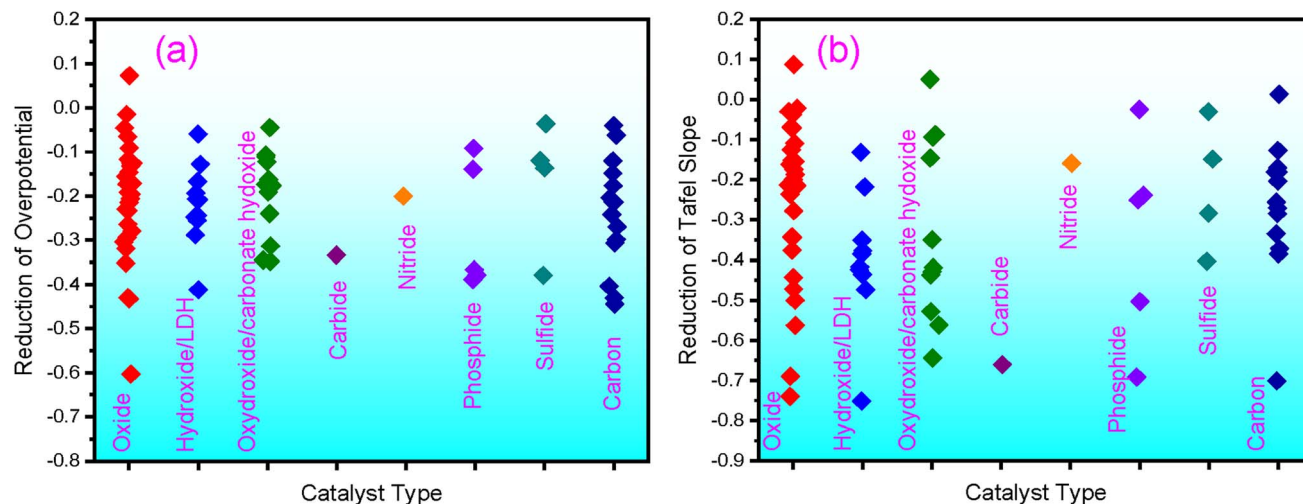 (a)
Reduction of Overpotential
0.2
0.1
0.0
-0.1
-0.2
-0.3
-0.4
-0.5
-0.6
-0.7
-0.8
Oxide
Hydroxide/LDH
Oxydroxide/carbonate hydoxide
Carbide
Nitride
Phosphide
Sulfide
Carbon
Catalyst Type
(b)
Reduction of Tafel Slope
0.2
0.1
0.0
-0.1
-0.2
-0.3
-0.4
-0.5
-0.6
-0.7
-0.8
-0.9
Oxide
Hydroxide/LDH
Oxydroxide/carbonate hydoxide
Carbide
Nitride
Phosphide
Sulfide
Carbon
Catalyst Type